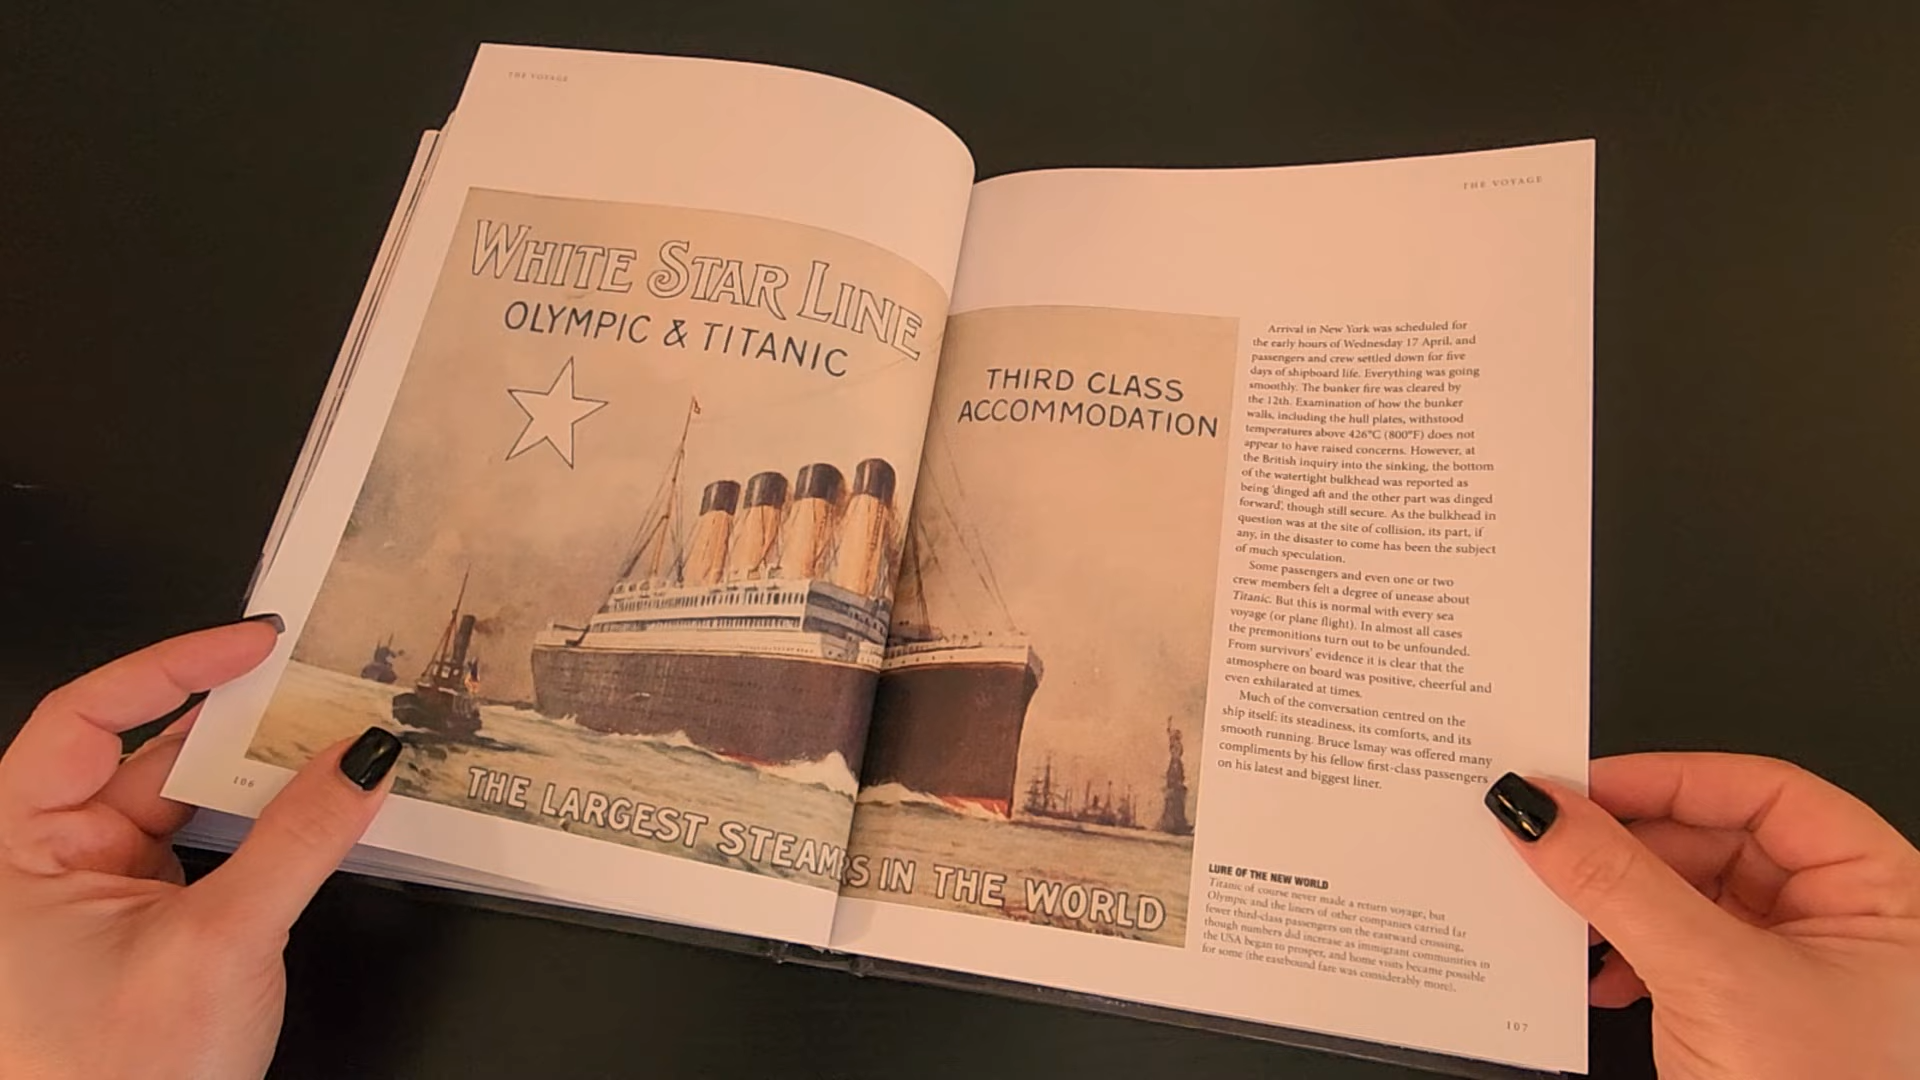 THE VOYAGE
WHITE STAR LINE
OLYMPIC & TITANIC
THE LARGEST STEAMRS IN THE WORLD
106
THE VOYAGE
THIRD CLASS
ACCOMMODATION
Arrival in New York was scheduled for
the early hours of Wednesday 17 April, and
passengers and crew settled down for five
days of shipboard life. Everything was going
smoothly. The bunker fire was cleared by
the 12th. Examination of how the bunker
walls, including the hull plates, withstood
temperatures above 426°C (800°F) does not
appear to have raised concerns. However, at
the British inquiry into the sinking, the bottom
of the watertight bulkhead was reported as
being 'dinged aft and the other part was dinged
forward', though still secure. As the bulkhead in
question was at the site of collision, its part, if
any, in the disaster to come has been the subject
of much speculation.
Some passengers and even one or two
crew members felt a degree of unease about
Titanic. But this is normal with every sea
voyage (or plane flight). In almost all cases
the premonitions turn out to be unfounded.
From survivors' evidence it is clear that the
atmosphere on board was positive, cheerful and
even exhilarated at times.
Much of the conversation centred on the
ship itself: its steadiness, its comforts, and its
smooth running. Bruce Ismay was offered many
compliments by his fellow first-class passengers
on his latest and biggest liner.
LURE OF THE NEW WORLD
Titanic of course never made a return voyage, but
Olympic and the liners of other companies carried far
fewer third-class passengers on the eastward crossing,
though numbers did increase as immigrant communities in
the USA began to prosper, and home visits became possible
for some (the eastbound fare was considerably more).
107